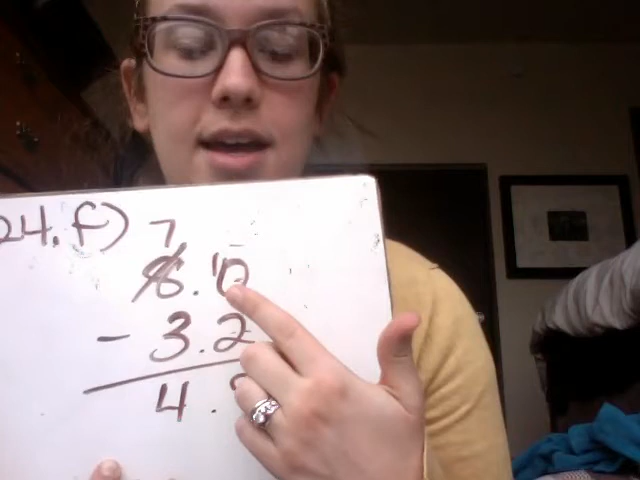 24. f) 7
8.10
- 3.2
4.